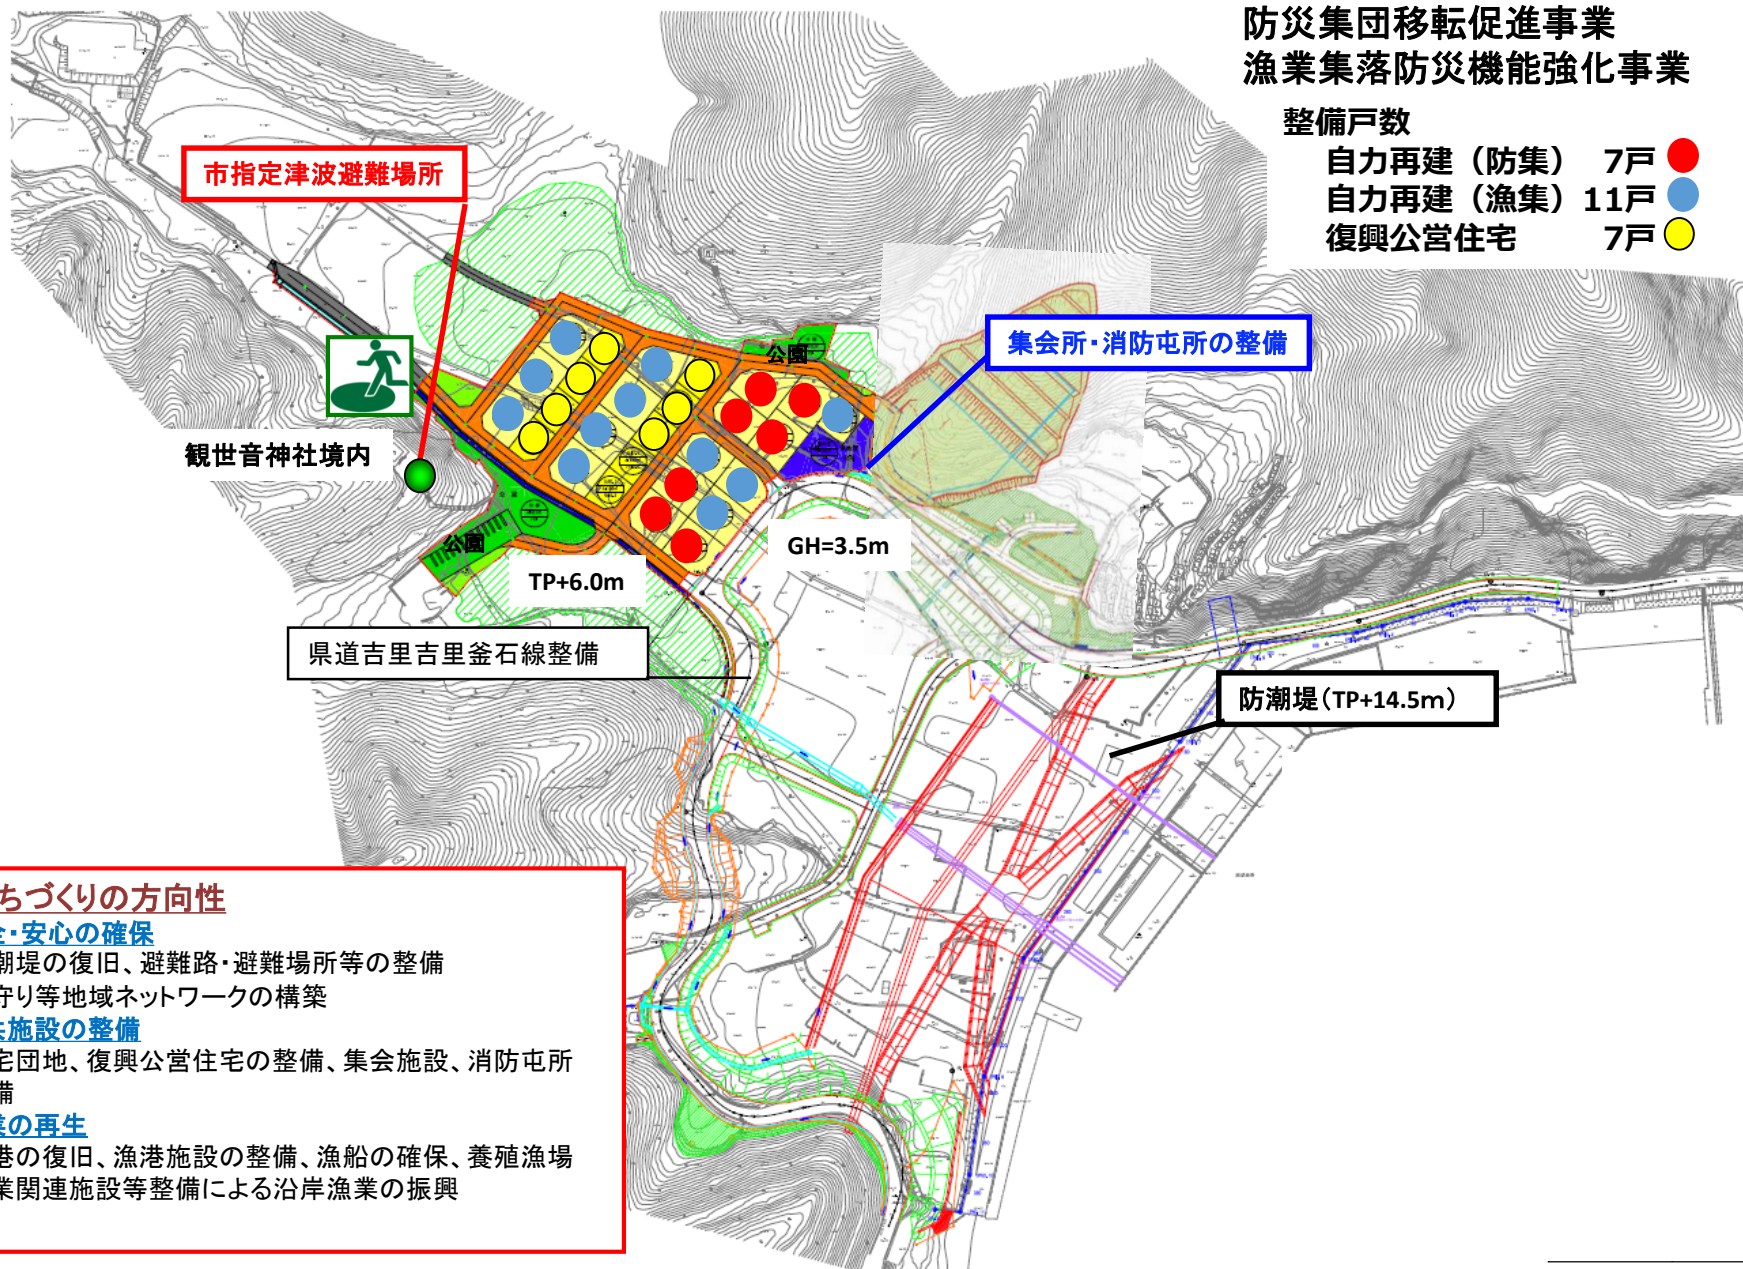 防災集団移転促進事業
漁業集落防災機能強化事業
整備戸数
自力再建（防集） 7戸
自力再建（漁集） 11戸
復興公営住宅 7戸
市指定津波避難場所
集会所・消防屯所の整備
公園
観世音神社境内
公園
GH=3.5m
TP+6.0m
県道吉里吉里釜石線整備
防潮堤(TP+14.5m)
ちづくりの方向性
・安心の確保
潮堤の復旧、避難路・避難場所等の整備
守り等地域ネットワークの構築
施設の整備
宅団地、復興公営住宅の整備、集会施設、消防屯所
備
の再生
港の復旧、漁港施設の整備、漁船の確保、養殖漁場
業関連施設等整備による沿岸漁業の振興